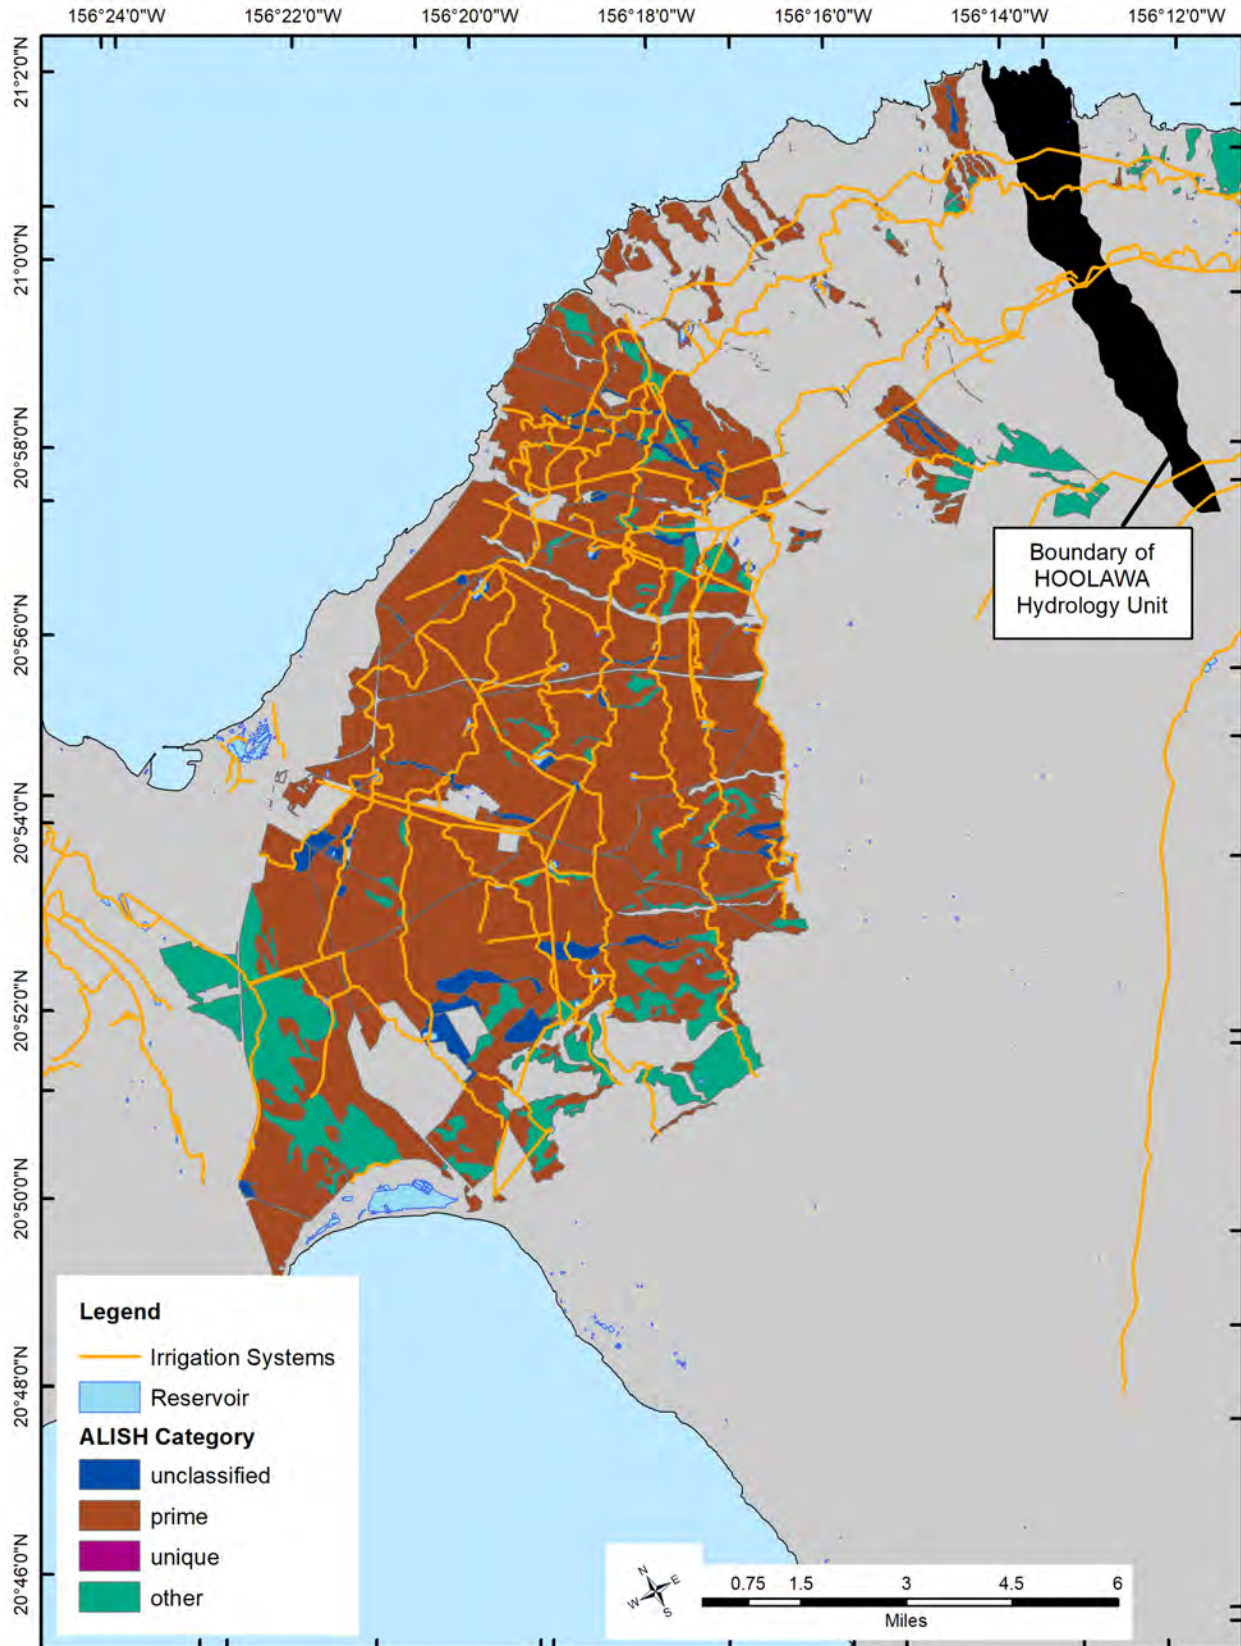 156°24'0"W
156°22'0"W
156°20'0"W
156°18'0"W
156°16'0"W
156°14'0"W
156°12'0"W
21°2'0"N
21°0'0"N
20°58'0"N
20°56'0"N
20°54'0"N
20°52'0"N
20°50'0"N
20°48'0"N
20°46'0"N
Boundary of
HOOLAWA
Hydrology Unit
Legend
Irrigation Systems
Reservoir
ALISH Category
unclassified
prime
unique
other
N
E
W
S
0.75 1.5 3 4.5 6
Miles